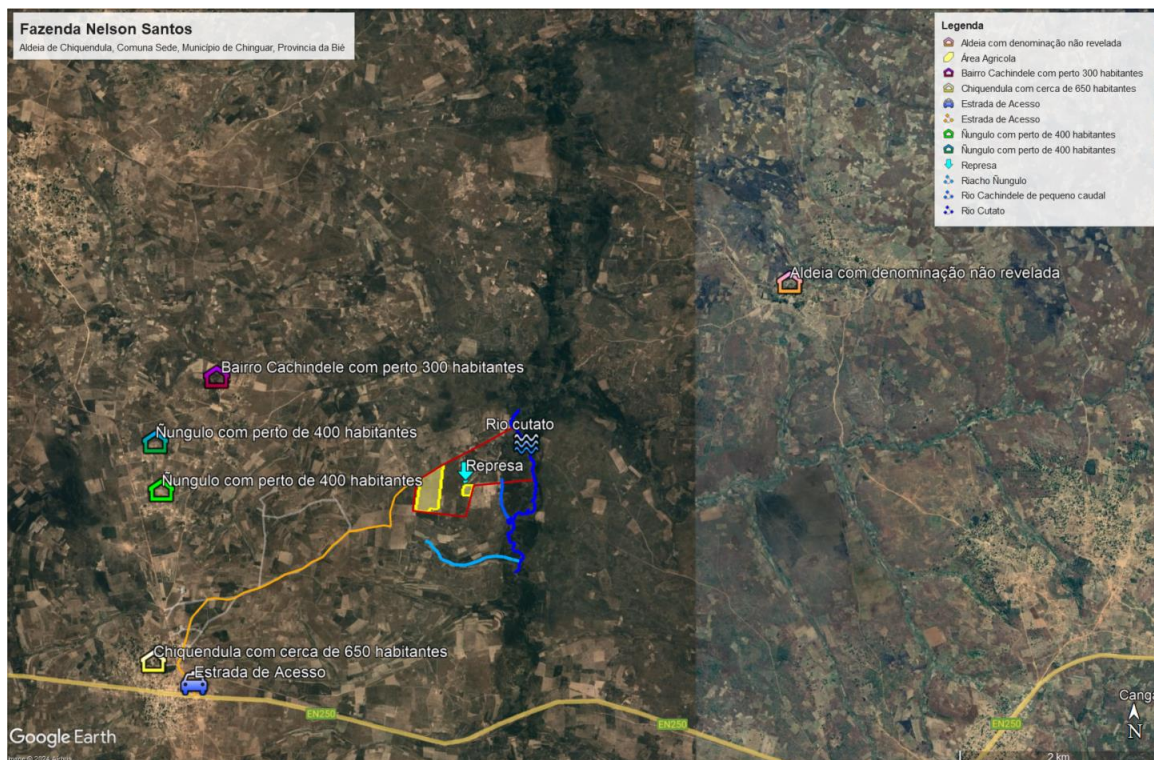 Fazenda Nelson Santos
Aldeia de Chiquendula, Comuna Sede, Município de Chinguar, Provincia da Bié
Legenda
Aldeia com denominação não revelada
Área Agricola
Bairro Cachindele com perto 300 habitantes
Chiquendula com cerca de 650 habitantes
Estrada de Acesso
Estrada de Acesso
Ñungulo com perto de 400 habitantes
Ñungulo com perto de 400 habitantes
Represa
Riacho Ñungulo
Rio Cachindele de pequeno caudal
Rio Cutato
Aldeia com denominação não revelada
Bairro Cachindele com perto 300 habitantes
Rio cutato
Ñungulo com perto de 400 habitantes
Represa
Ñungulo com perto de 400 habitantes
Chiquendula com cerca de 650 habitantes
Estrada de Acesso
Canga
N
EN250
EN250
EN250
Google Earth
2 km